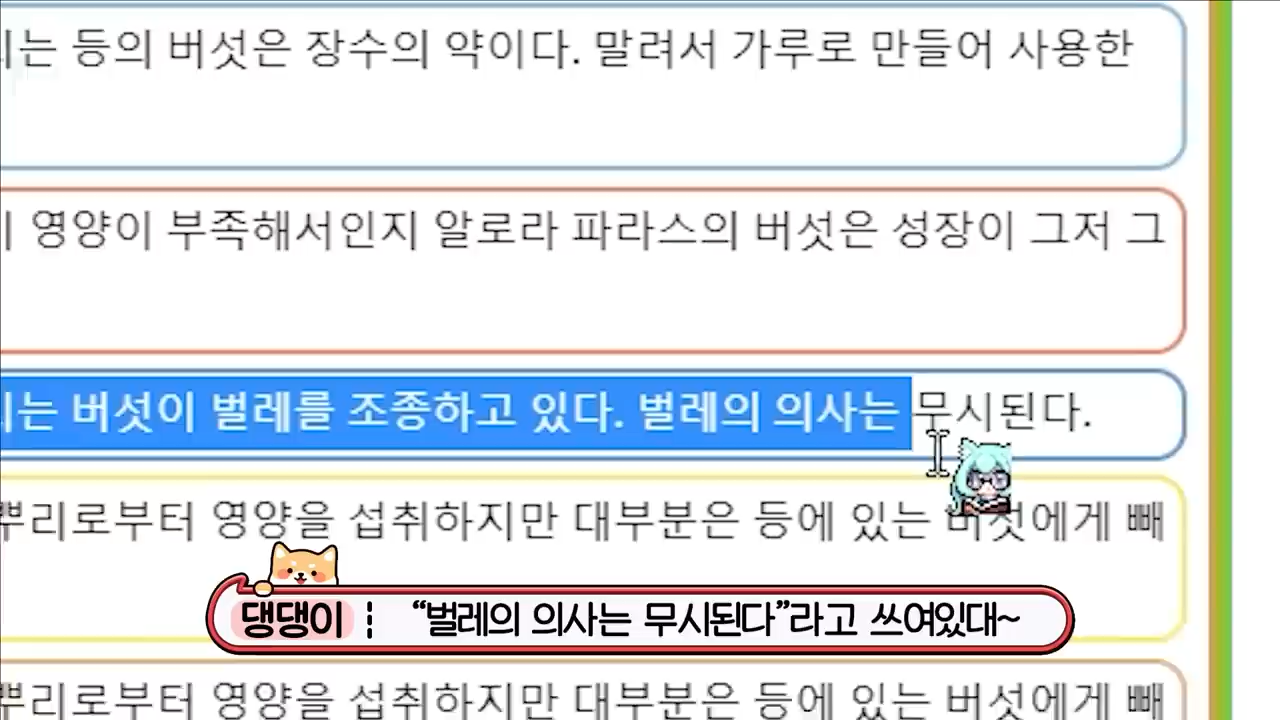 는 등의 버섯은 장수의 약이다. 말려서 가루로 만들어 사용한
영양이 부족해서인지 알로라 파라스의 버섯은 성장이 그저 그
는 버섯이 벌레를 조종하고 있다. 벌레의 의사는 무시된다.
뿌리로부터 영양을 섭취하지만 대부분은 등에 있는 버섯에게 빼
댕댕이 : “벌레의 의사는 무시된다”라고 쓰여있대~
뿌리로부터 영양을 섭취하지만 대부분은 등에 있는 버섯에게 빼